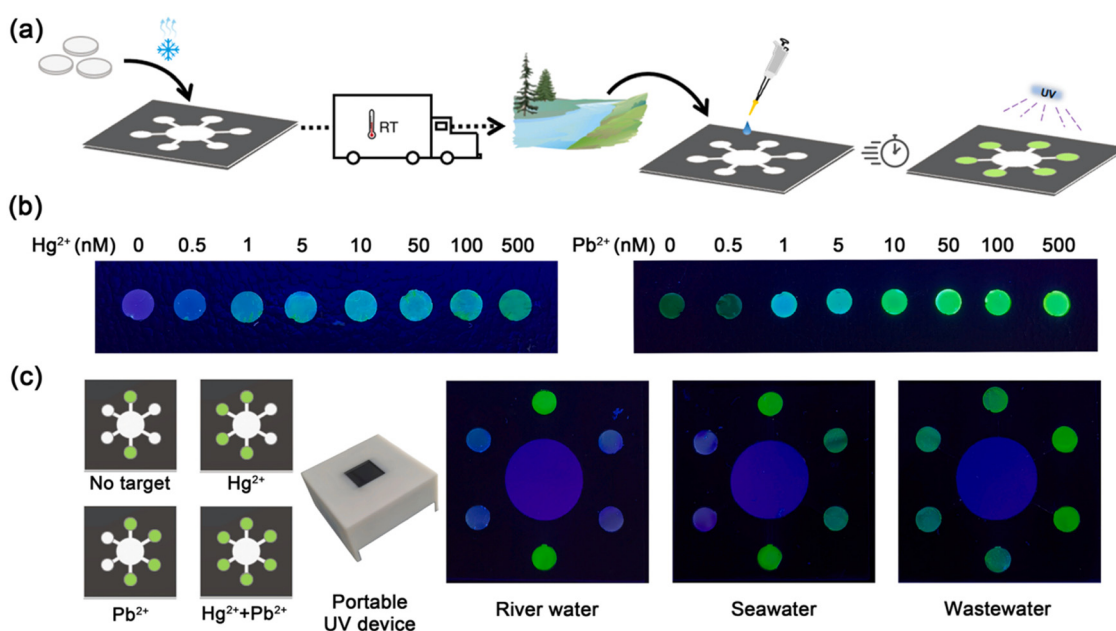 (a)
RT
UV
(b)
Hg²⁺ (nM) 0 0.5 1 5 10 50 100 500
Pb²⁺ (nM) 0 0.5 1 5 10 50 100 500
(c)
No target
Hg²⁺
Pb²⁺
Hg²⁺+Pb²⁺
Portable
UV device
River water
Seawater
Wastewater